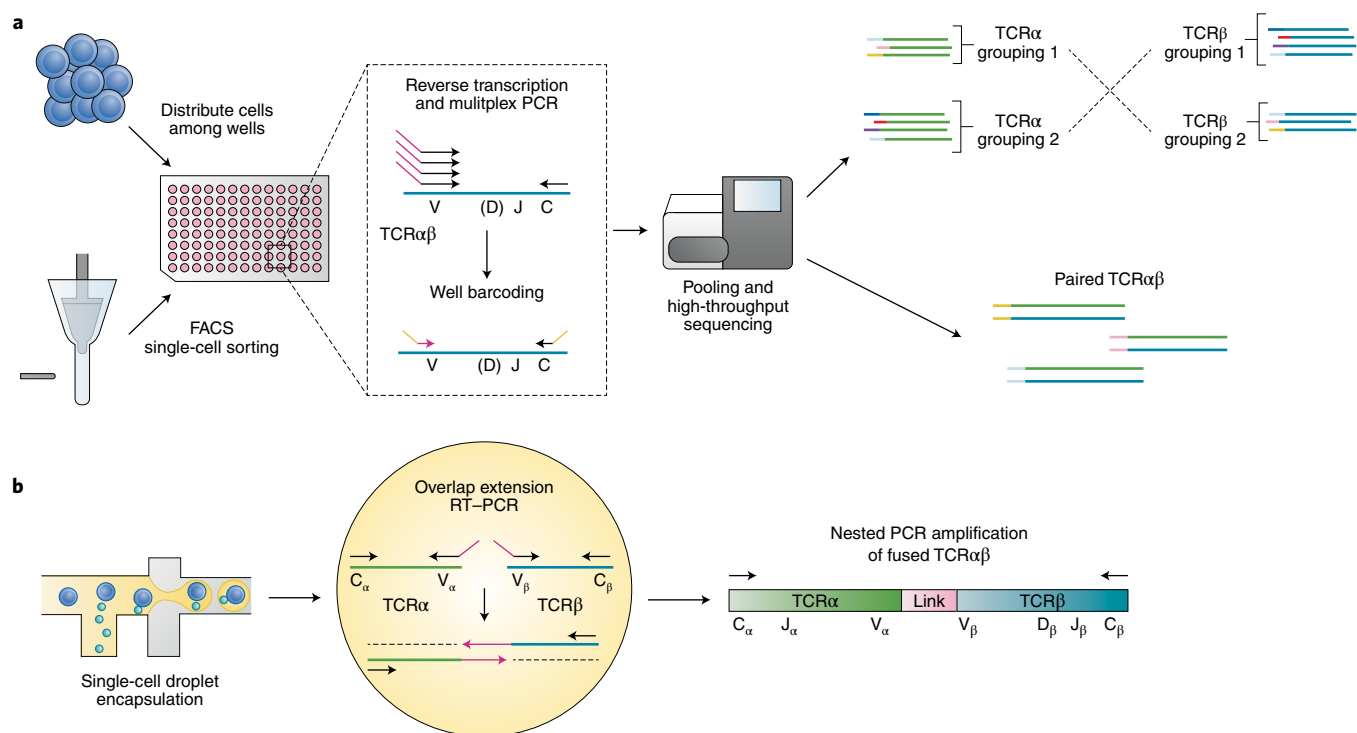 a
Distribute cells
among wells
FACS
single-cell sorting
Reverse transcription
and mulitplex PCR
V (D) J C
TCRαβ
Well barcoding
V (D) J C
Pooling and
high-throughput
sequencing
TCRα
grouping 1
TCRβ
grouping 1
TCRα
grouping 2
TCRβ
grouping 2
Paired TCRαβ
b
Single-cell droplet
encapsulation
Overlap extension
RT–PCR
Cα Vα Vβ Cβ
TCRα TCRβ
Nested PCR amplification
of fused TCRαβ
TCRα Link TCRβ
Cα Jα Vα Vβ Dβ Jβ Cβ